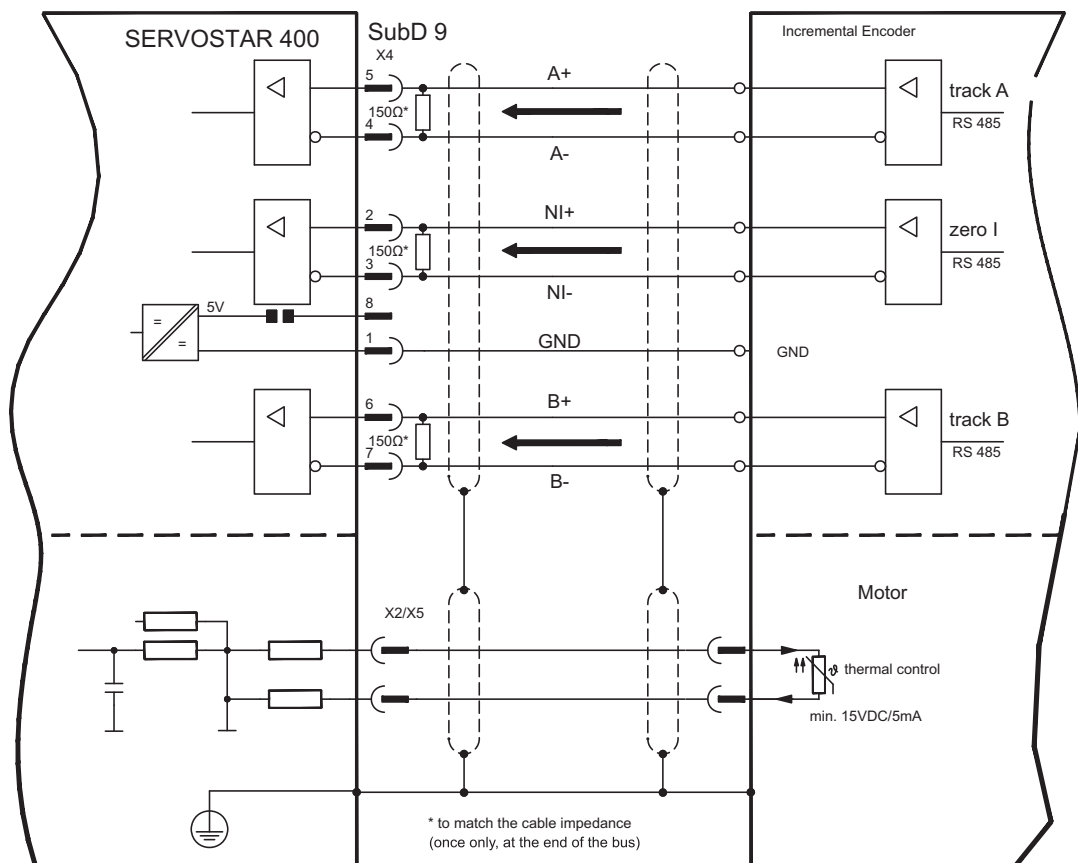 SERVOSTAR 400
SubD 9
Incremental Encoder
X4
5
A+
track A
150Ω*
RS 485
4
A-
2
NI+
zero I
150Ω*
RS 485
3
NI-
5V
8
=
=
1
GND
GND
6
B+
track B
150Ω*
RS 485
7
B-
Motor
X2/X5
ϑ thermal control
min. 15VDC/5mA
* to match the cable impedance
(once only, at the end of the bus)